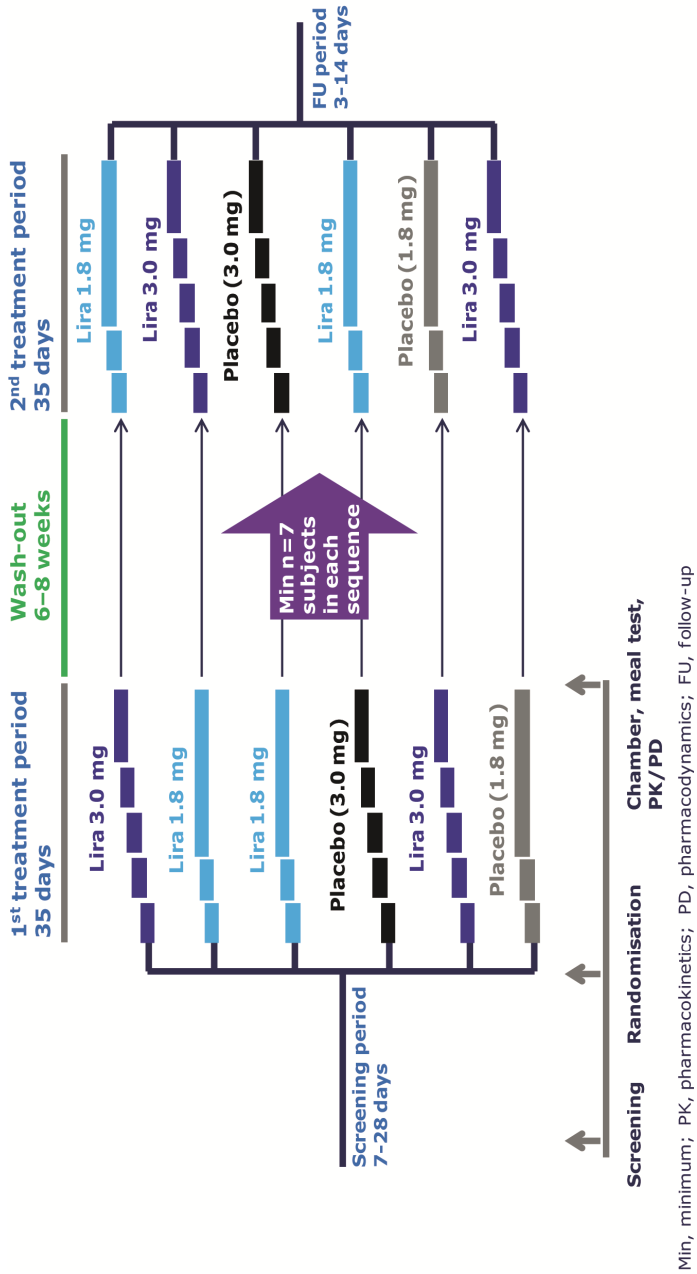 1st treatment period
35 days
Wash-out
6–8 weeks
2nd treatment period
35 days
Lira 3.0 mg
Lira 1.8 mg
Lira 1.8 mg
Lira 3.0 mg
Lira 1.8 mg
Placebo (3.0 mg)
Screening period
7–28 days
Placebo (3.0 mg)
Min n=7
subjects
in each
sequence
Lira 1.8 mg
FU period
3–14 days
Lira 3.0 mg
Placebo (1.8 mg)
Placebo (1.8 mg)
Lira 3.0 mg
Screening
Randomisation
Chamber, meal test,
PK/PD
Min, minimum; PK, pharmacokinetics; PD, pharmacodynamics; FU, follow-up